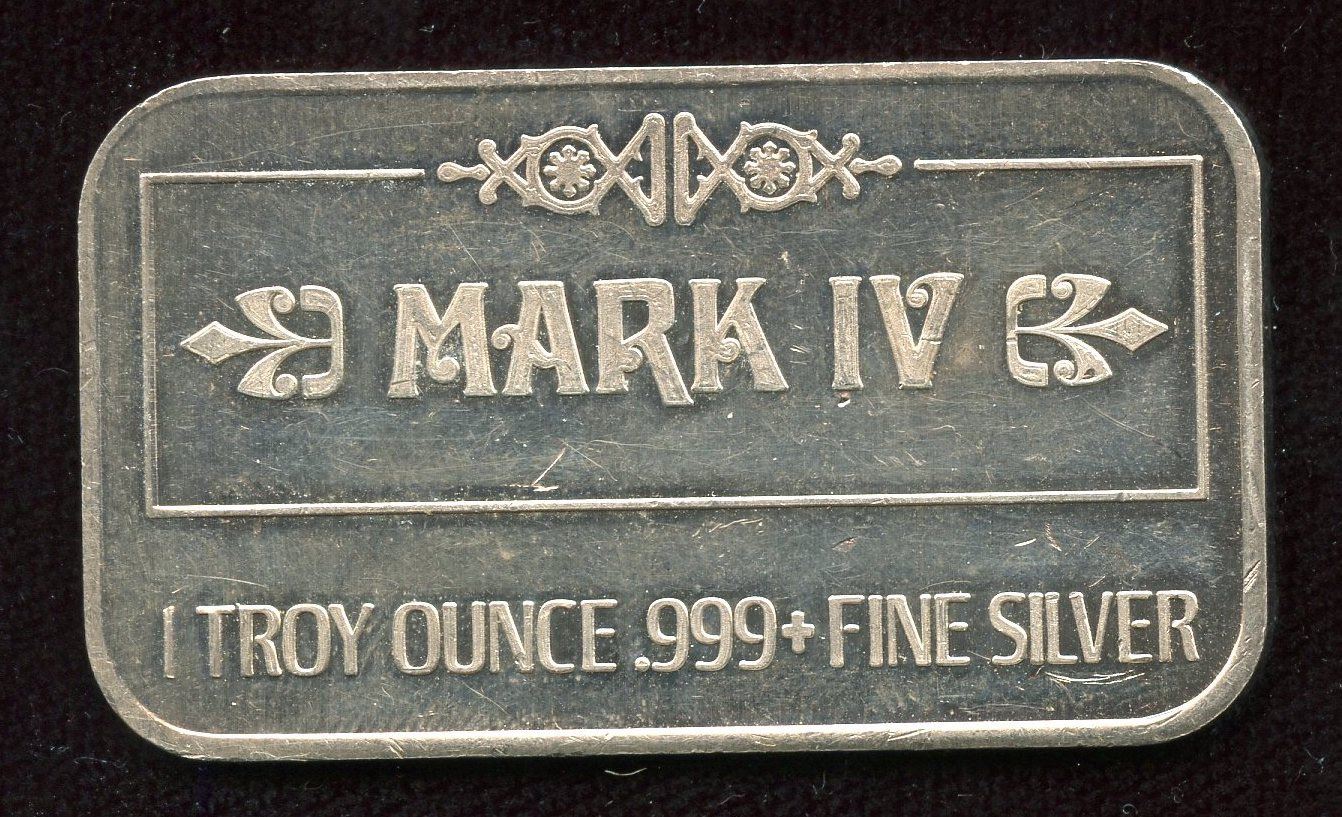 MARK IV
1 TROY OUNCE .999+ FINE SILVER